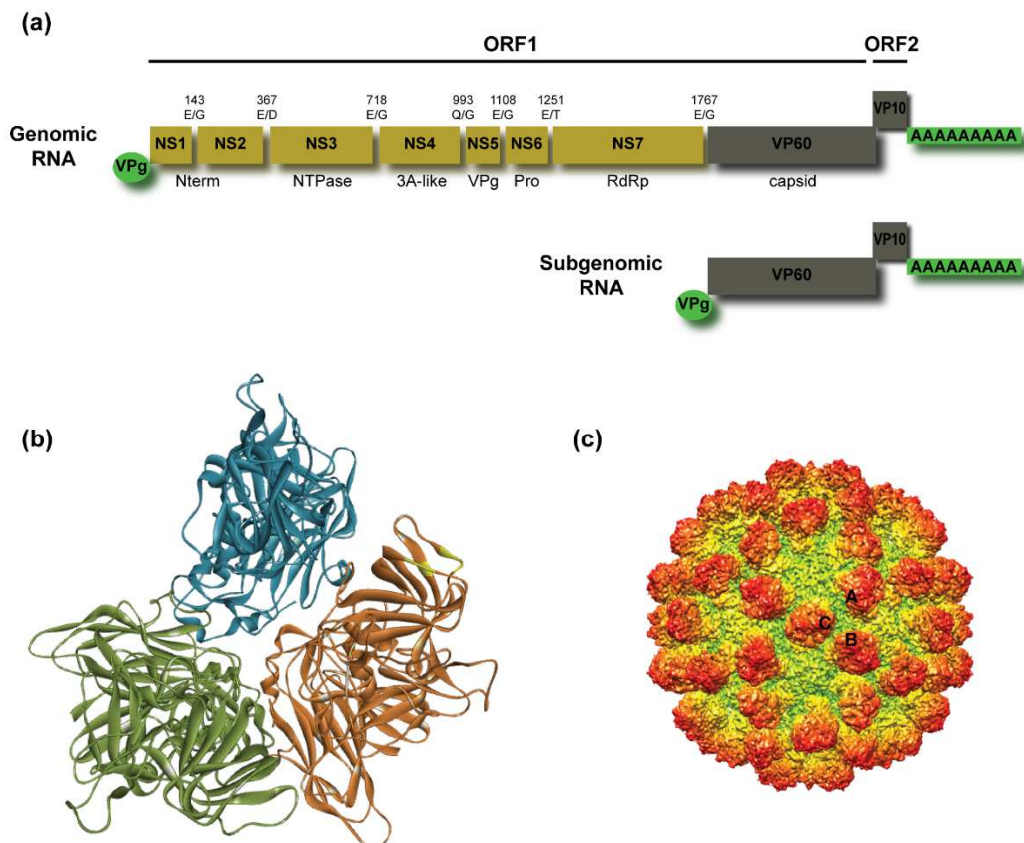 (a)
ORF1 ORF2
143 367 718 993 1108 1251 1767
E/G E/D E/G Q/G E/G E/T E/G
VP10
Genomic
RNA
VPg NS1 NS2 NS3 NS4 NS5 NS6 NS7 VP60 AAAAAAAAA
Nterm NTPase 3A-like VPg Pro RdRp capsid
VP10
Subgenomic
RNA
VPg VP60 AAAAAAAAA
(b)
(c)
A
C
B